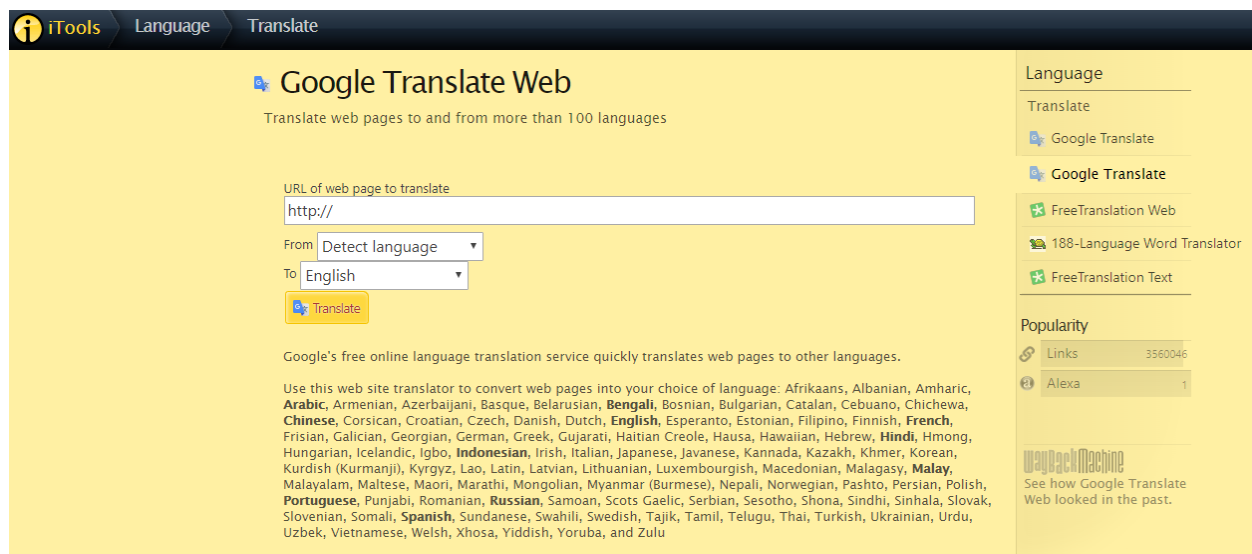 iTools Language Translate
Google Translate Web
Translate web pages to and from more than 100 languages
URL of web page to translate
http://
From Detect language
To English
Translate
Google's free online language translation service quickly translates web pages to other languages.
Use this web site translator to convert web pages into your choice of language: Afrikaans, Albanian, Amharic,
Arabic, Armenian, Azerbaijani, Basque, Belarusian, Bengali, Bosnian, Bulgarian, Catalan, Cebuano, Chichewa,
Chinese, Corsican, Croatian, Czech, Danish, Dutch, English, Esperanto, Estonian, Filipino, Finnish, French,
Frisian, Galician, Georgian, German, Greek, Gujarati, Haitian Creole, Hausa, Hawaiian, Hebrew, Hindi, Hmong,
Hungarian, Icelandic, Igbo, Indonesian, Irish, Italian, Japanese, Javanese, Kannada, Kazakh, Khmer, Korean,
Kurdish (Kurmanji), Kyrgyz, Lao, Latin, Latvian, Lithuanian, Luxembourgish, Macedonian, Malagasy, Malay,
Malayalam, Maltese, Maori, Marathi, Mongolian, Myanmar (Burmese), Nepali, Norwegian, Pashto, Persian, Polish,
Portuguese, Punjabi, Romanian, Russian, Samoan, Scots Gaelic, Serbian, Sesotho, Shona, Sindhi, Sinhala, Slovak,
Slovenian, Somali, Spanish, Sundanese, Swahili, Swedish, Tajik, Tamil, Telugu, Thai, Turkish, Ukrainian, Urdu,
Uzbek, Vietnamese, Welsh, Xhosa, Yiddish, Yoruba, and Zulu
Language
Translate
Google Translate
Google Translate
FreeTranslation Web
188-Language Word Translator
FreeTranslation Text
Popularity
Links 3560046
Alexa 1
WayBackMachine
See how Google Translate
Web looked in the past.